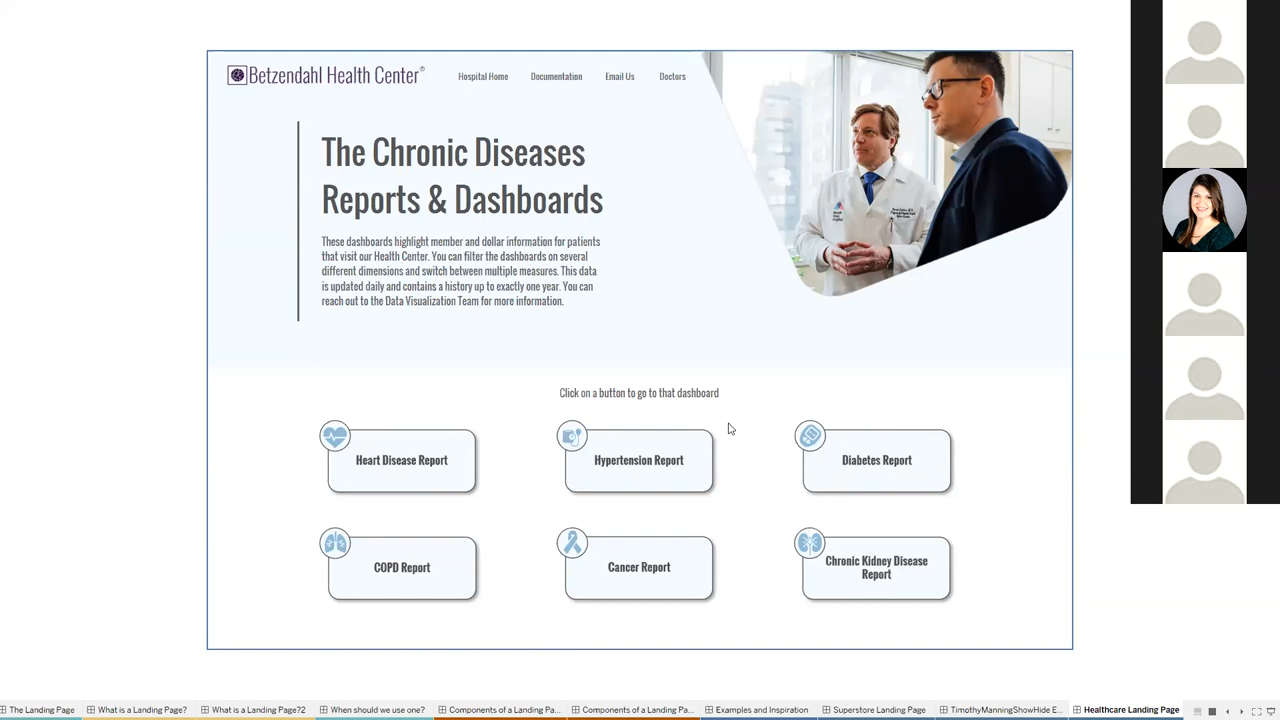 Betzendahl Health Center®
Hospital Home
Documentation
Email Us
Doctors
The Chronic Diseases
Reports & Dashboards
These dashboards highlight member and dollar information for patients
that visit our Health Center. You can filter the dashboards on several
different dimensions and switch between multiple measures. This data
is updated daily and contains a history up to exactly one year. You can
reach out to the Data Visualization Team for more information.
Click on a button to go to that dashboard
Heart Disease Report
Hypertension Report
Diabetes Report
COPD Report
Cancer Report
Chronic Kidney Disease
Report
The Landing Page
What is a Landing Page?
What is a Landing Page?2
When should we use one?
Components of a Landing Pa...
Components of a Landing Pa...
Examples and Inspiration
Superstore Landing Page
TimothyManningShowHide E...
Healthcare Landing Page